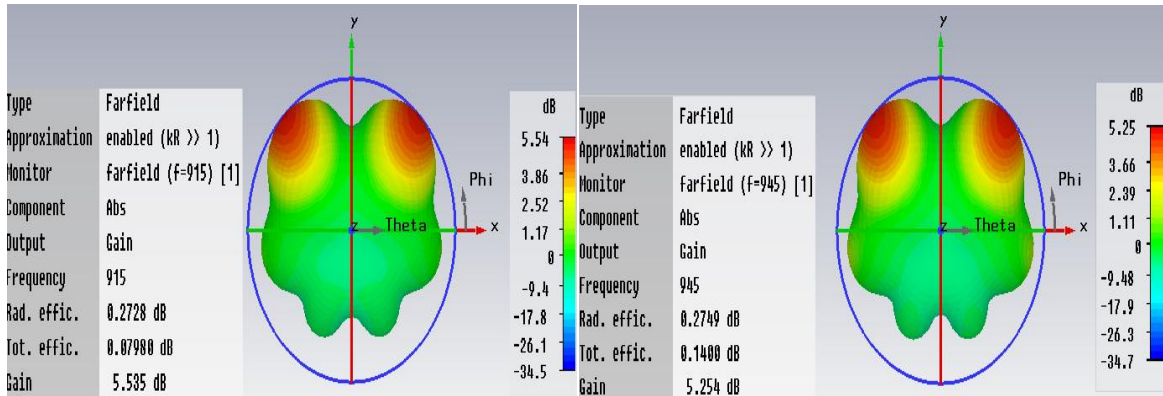 y
Type Farfield
Approximation enabled (kR >> 1)
Monitor farfield (f=915) [1]
Component Abs
Output Gain
Frequency 915
Rad. effic. 0.2728 dB
Tot. effic. 0.07980 dB
Gain 5.535 dB
Phi
z Theta x
dB
5.54
3.86
2.52
1.17
0
-9.4
-17.8
-26.1
-34.5
y
Type Farfield
Approximation enabled (kR >> 1)
Monitor farfield (f=945) [1]
Component Abs
Output Gain
Frequency 945
Rad. effic. 0.2749 dB
Tot. effic. 0.1400 dB
Gain 5.254 dB
Phi
z Theta x
dB
5.25
3.66
2.39
1.11
0
-9.48
-17.9
-26.3
-34.7